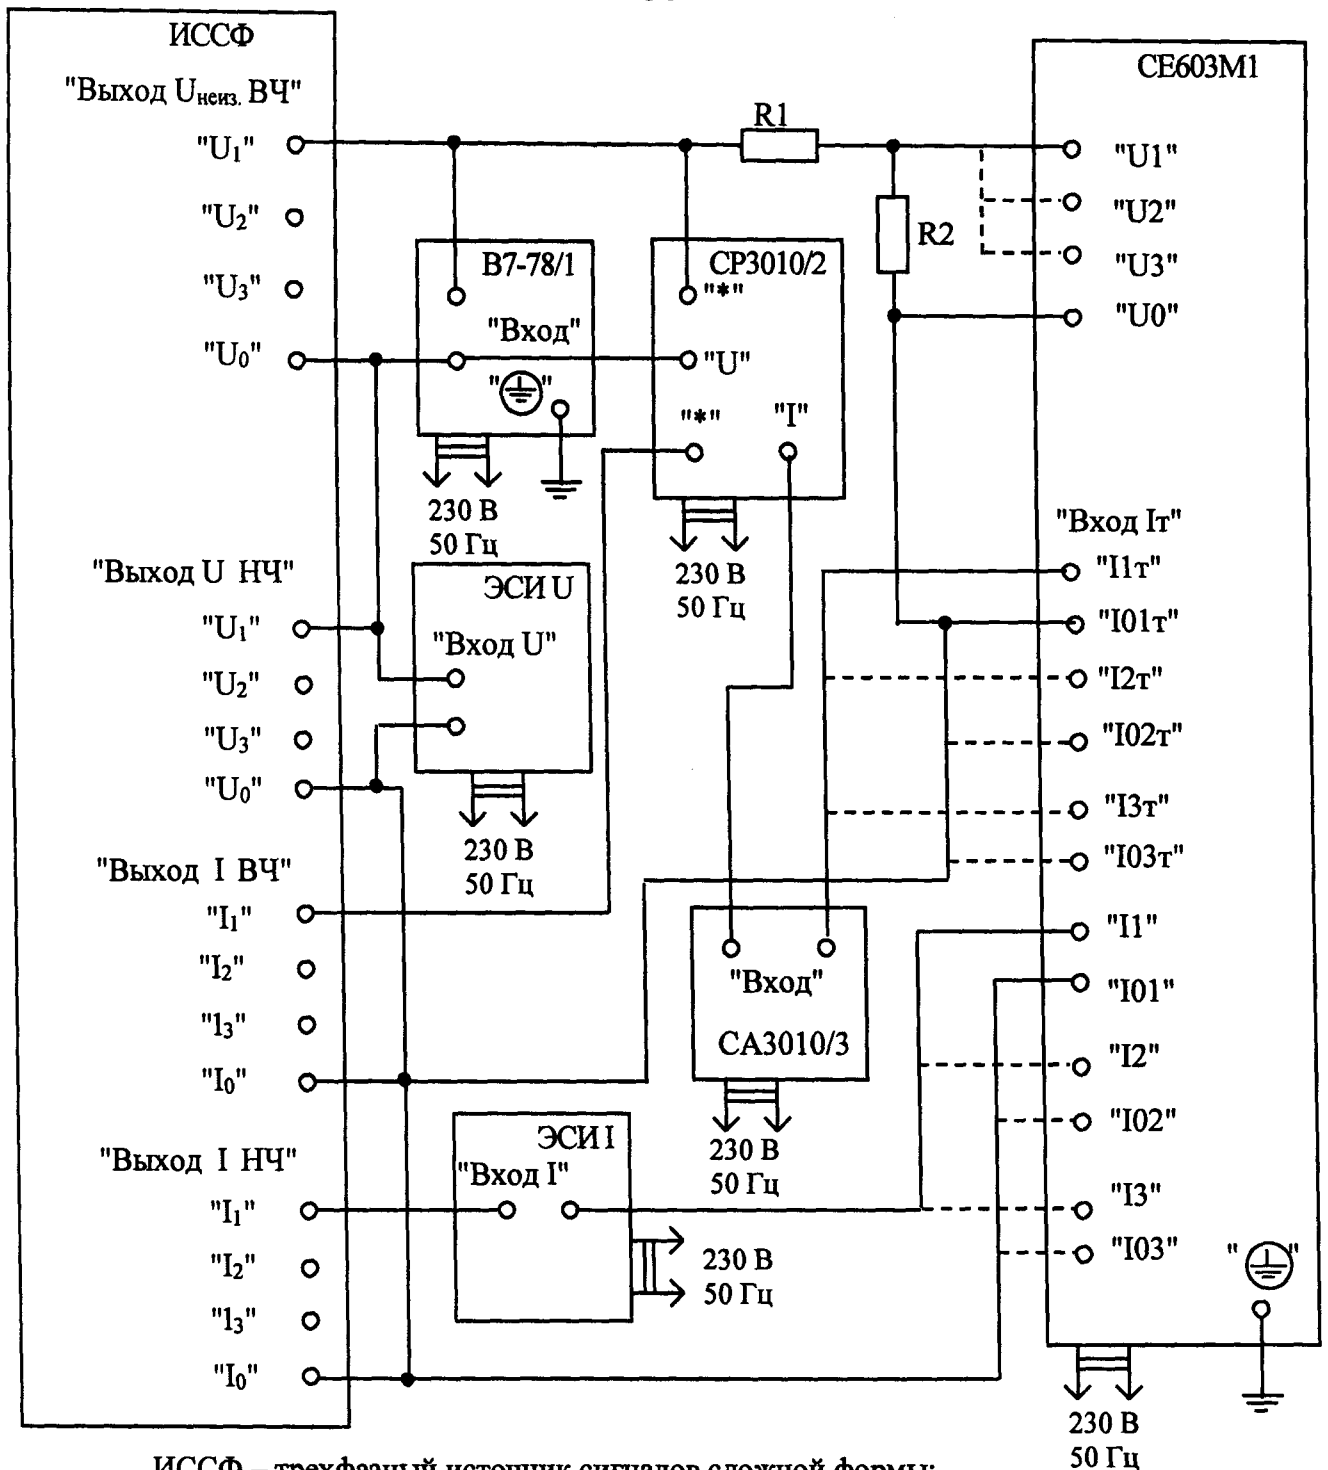 ИССФ
"Выход Uнеиз. ВЧ"
"U1"
"U2"
"U3"
"U0"
"Выход U НЧ"
"U1"
"U2"
"U3"
"U0"
"Выход I ВЧ"
"I1"
"I2"
"I3"
"I0"
"Выход I НЧ"
"I1"
"I2"
"I3"
"I0"
В7-78/1
"Вход"
" "
230 В
50 Гц
ЭСИ U
"Вход U"
230 В
50 Гц
СР3010/2
"*"
"U"
"*"
"I"
230 В
50 Гц
R1
R2
"Вход"
СА3010/3
230 В
50 Гц
ЭСИ I
"Вход I"
230 В
50 Гц
СЕ603М1
"U1"
"U2"
"U3"
"U0"
"Вход Iт"
"I1т"
"I01т"
"I2т"
"I02т"
"I3т"
"I03т"
"I1"
"I01"
"I2"
"I02"
"I3"
"I03"
" "
230 В
50 Гц
ИССФ – трехфазный источник сигналов сложной формы;